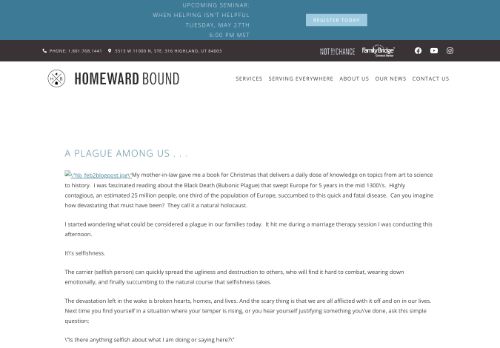 UPCOMING SEMINAR:
WHEN HELPING ISN'T HELPFUL
TUESDAY, MAY 27TH
6:00 PM MST
REGISTER TODAY
PHONE: 1.801.768.1441
5513 W 11000 N, STE. 316 HIGHLAND, UT 84003
NOT BY CHANCE
FamilyBridge
HOMEWARD BOUND
SERVICES SERVING EVERYWHERE ABOUT US OUR NEWS CONTACT US
A PLAGUE AMONG US . . .
My mother-in-law gave me a book for Christmas that delivers a daily dose of knowledge on topics from art to science
to history. I was fascinated reading about the Black Death (Bubonic Plague) that swept Europe for 5 years in the mid 1300\'s. Highly
contagious, an estimated 25 million people, one third of the population of Europe, succumbed to this quick and fatal disease. Can you imagine
how devastating that must have been? They call it a natural holocaust.
I started wondering what could be considered a plague in our families today. It hit me during a marriage therapy session I was conducting this
afternoon.
It\'s selfishness.
The carrier (selfish person) can quickly spread the ugliness and destruction to others, who will find it hard to combat, wearing down
emotionally, and finally succumbing to the natural course that selfishness takes.
The devastation left in the wake is broken hearts, homes, and lives. And the scary thing is that we are all afflicted with it off and on in our lives.
Next time you find yourself in a situation where your temper is rising, or you hear yourself justifying something you\'ve done, ask this simple
question:
\"Is there anything selfish about what I am doing or saying here?\"